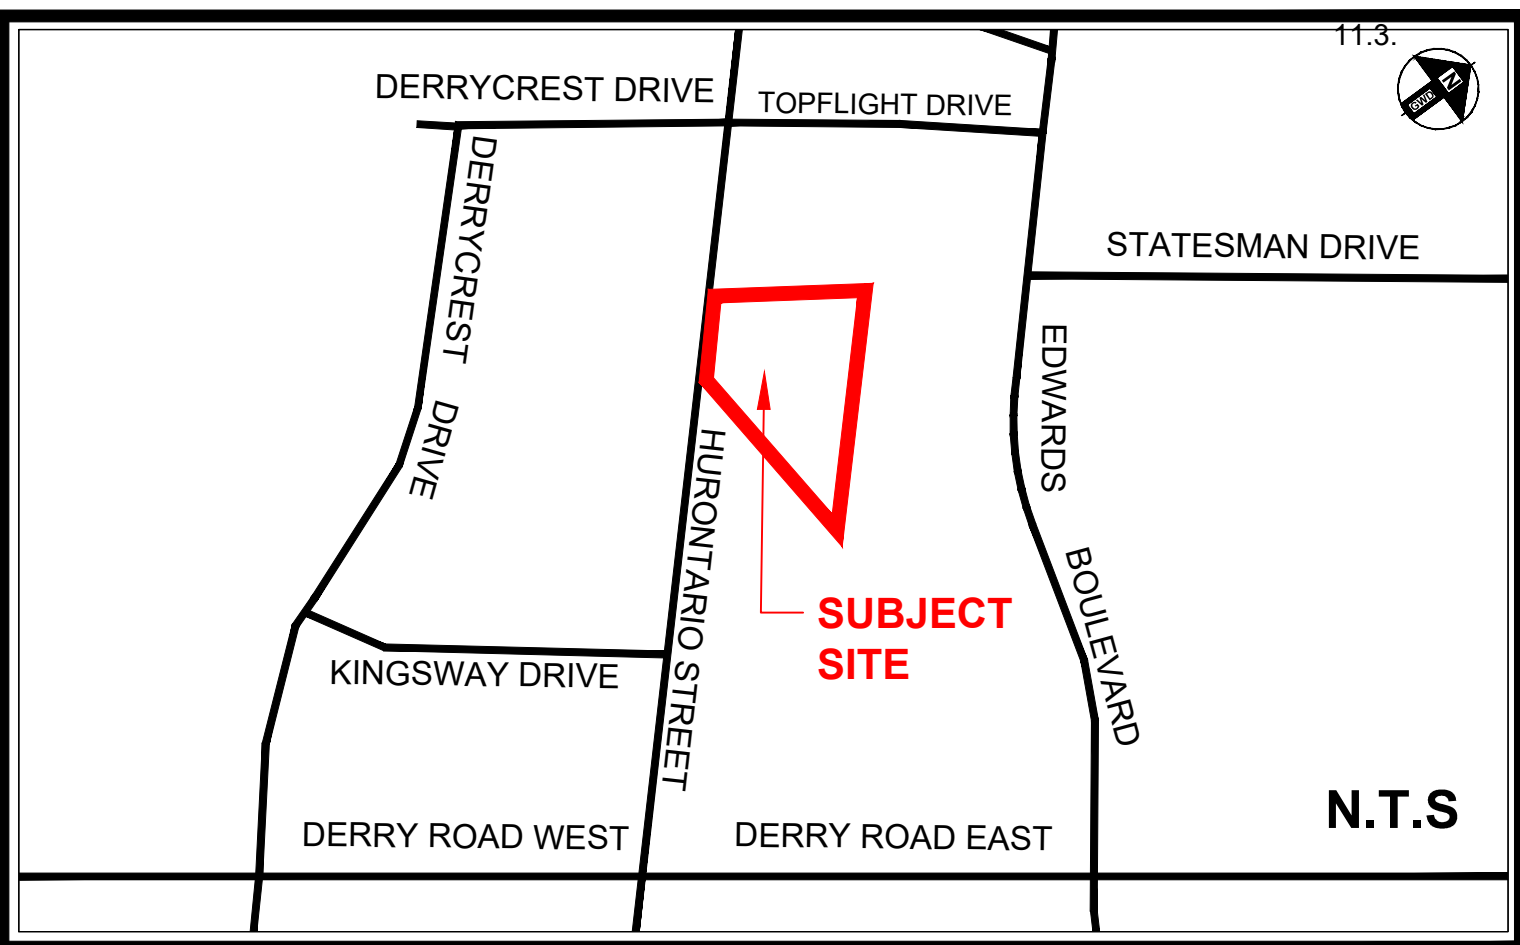 11.3.
N
GWD
DERRYCREST DRIVE
TOPFLIGHT DRIVE
DERRYCREST DRIVE
STATESMAN DRIVE
EDWARDS BOULEVARD
HURONTARIO STREET
SUBJECT
SITE
KINGSWAY DRIVE
N.T.S
DERRY ROAD WEST
DERRY ROAD EAST